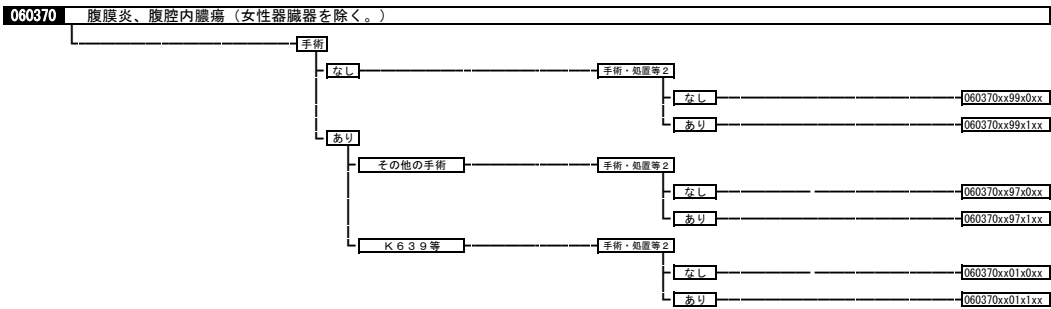 060370 腹膜炎、腹腔内膿瘍（女性器臓器を除く。）
手術
なし 手術・処置等２
なし 060370xx99x0xx
あり 060370xx99x1xx
あり
その他の手術 手術・処置等２
なし 060370xx97x0xx
あり 060370xx97x1xx
Ｋ６３９等 手術・処置等２
なし 060370xx01x0xx
あり 060370xx01x1xx